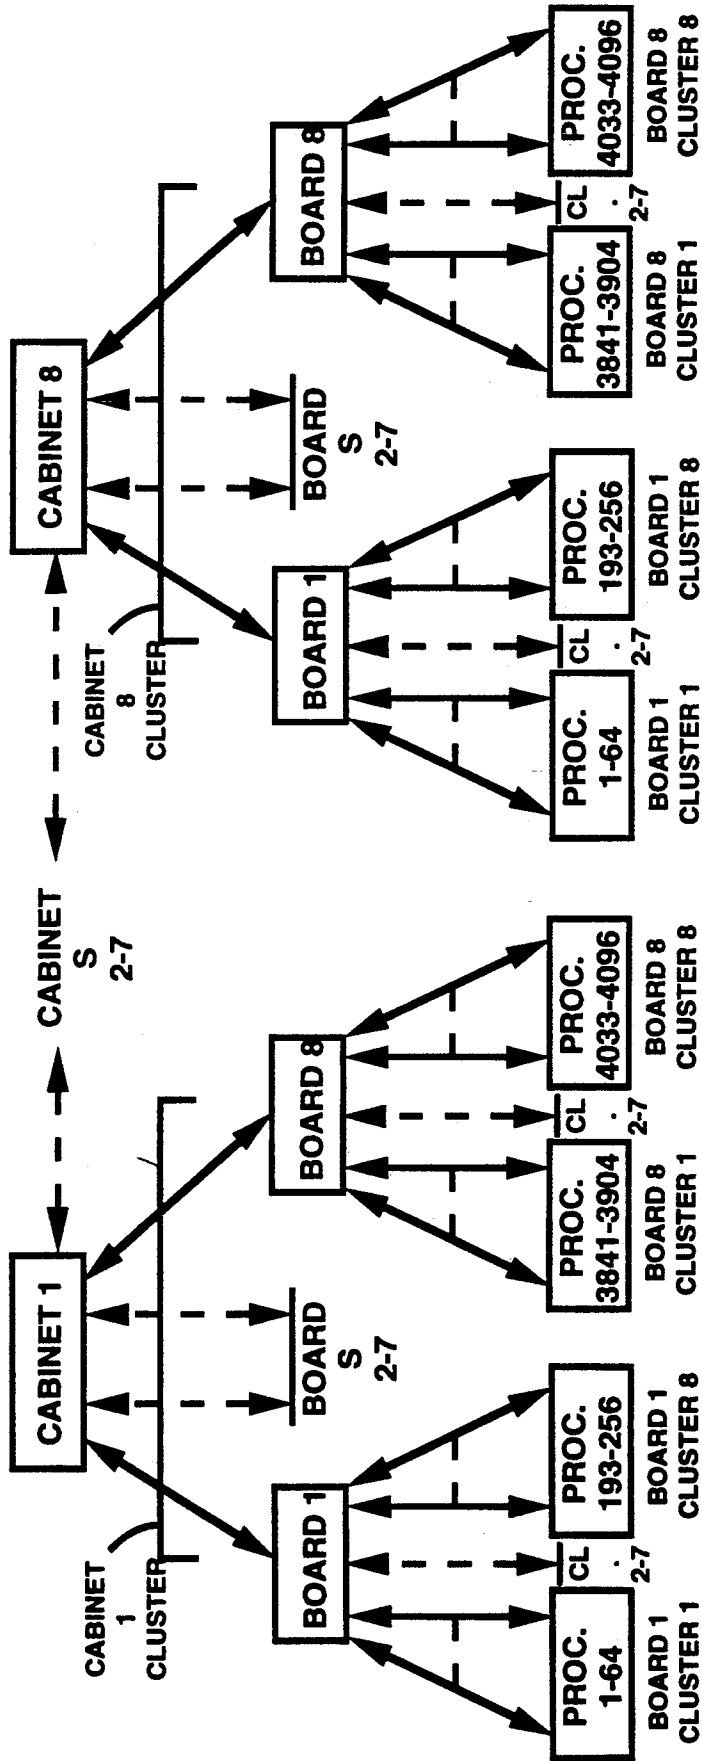 CABINET 1
CABINET
S
2-7
CABINET 8
CABINET
1
CLUSTER
CABINET
8
CLUSTER
BOARD 1
BOARD
S
2-7
BOARD 8
BOARD 1
BOARD
S
2-7
BOARD 8
PROC.
1-64
CL
.
2-7
PROC.
193-256
PROC.
3841-3904
CL
.
2-7
PROC.
4033-4096
PROC.
1-64
CL
.
2-7
PROC.
193-256
PROC.
3841-3904
CL
.
2-7
PROC.
4033-4096
BOARD 1
CLUSTER 1
BOARD 1
CLUSTER 8
BOARD 8
CLUSTER 1
BOARD 8
CLUSTER 8
BOARD 1
CLUSTER 1
BOARD 1
CLUSTER 8
BOARD 8
CLUSTER 1
BOARD 8
CLUSTER 8